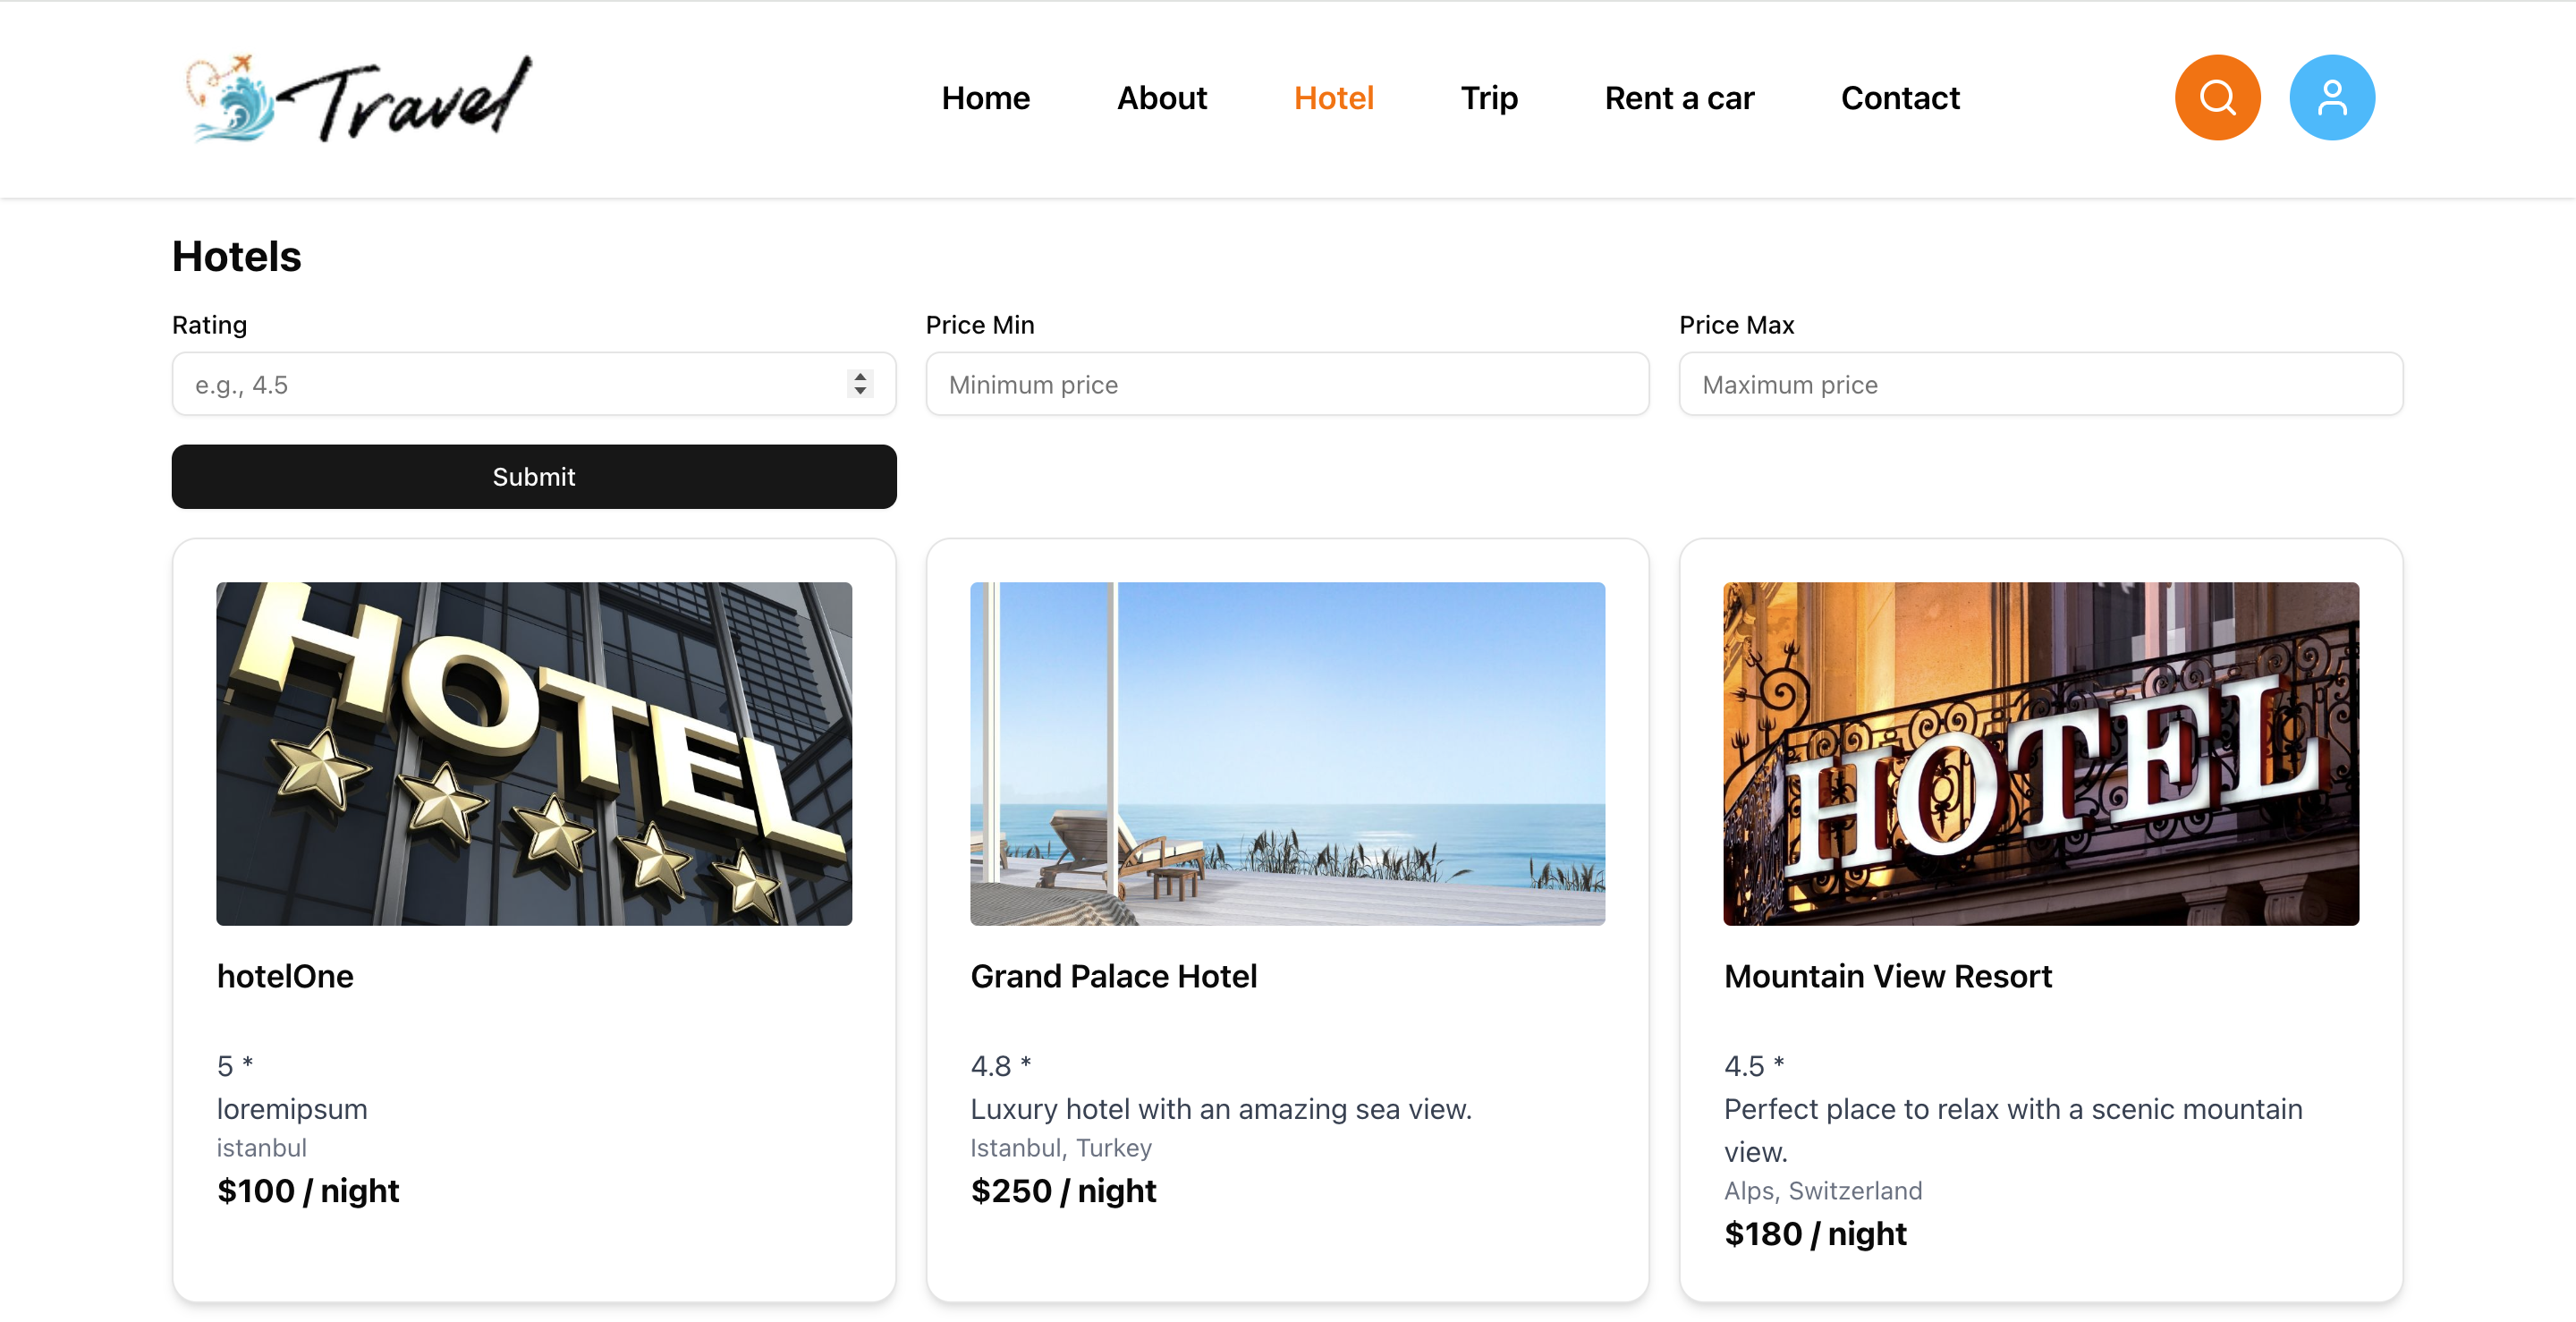 Travel
Home About Hotel Trip Rent a car Contact
Hotels
Rating
e.g., 4.5
Price Min
Minimum price
Price Max
Maximum price
Submit
HOTEL
hotelOne
5 *
loremipsum
istanbul
$100 / night
Grand Palace Hotel
4.8 *
Luxury hotel with an amazing sea view.
Istanbul, Turkey
$250 / night
HOTEL
Mountain View Resort
4.5 *
Perfect place to relax with a scenic mountain
view.
Alps, Switzerland
$180 / night